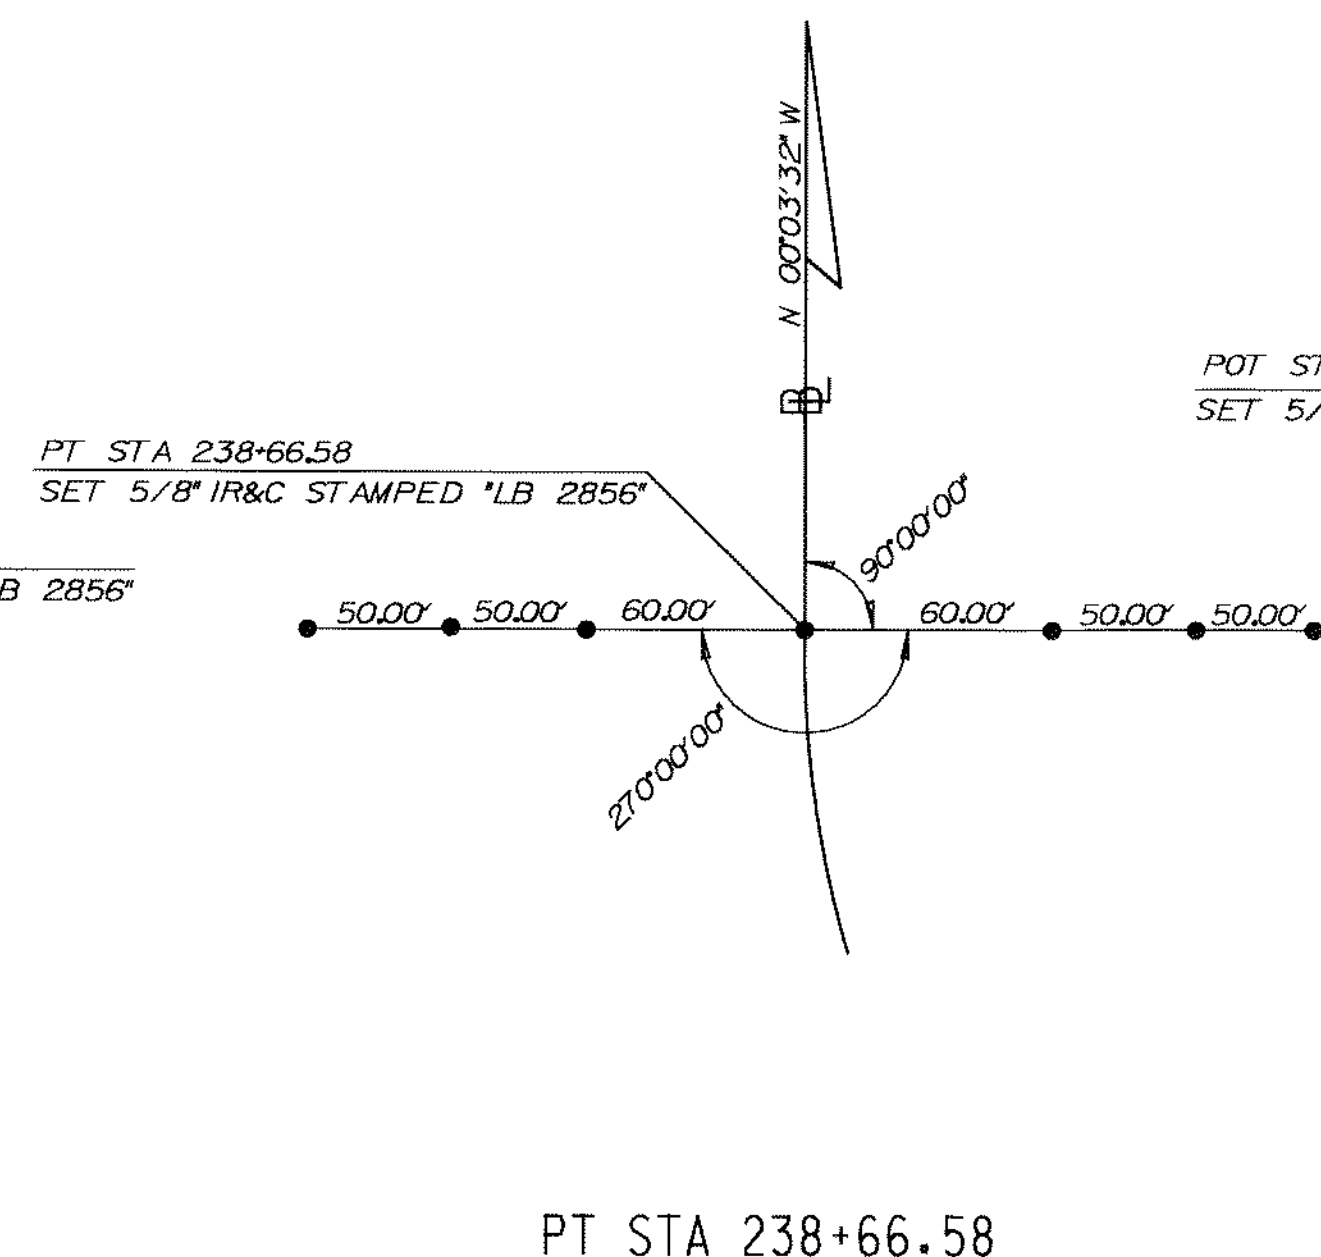 N 00°03'32" W
BL
POT ST
SET 5/
PT STA 238+66.58
SET 5/8" IR&C STAMPED "LB 2856"
90°00'00"
B 2856"
50.00' 50.00' 60.00' 60.00' 50.00' 50.00'
270°00'00"
PT STA 238+66.58